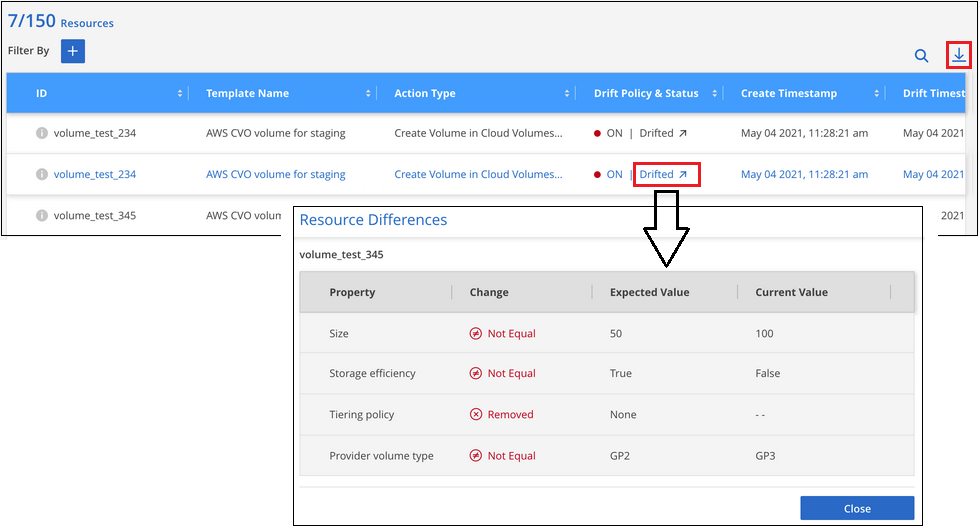 7/150 Resources
Filter By +
ID Template Name Action Type Drift Policy & Status Create Timestamp Drift Timest
volume_test_234 AWS CVO volume for staging Create Volume in Cloud Volumes... ON | Drifted May 04 2021, 11:28:21 am May 04 2021
volume_test_234 AWS CVO volume for staging Create Volume in Cloud Volumes... ON | Drifted May 04 2021, 11:28:21 am May 04 2021
volume_test_345 AWS CVO volum 2021
Resource Differences
volume_test_345
Property Change Expected Value Current Value
Size Not Equal 50 100
Storage efficiency Not Equal True False
Tiering policy Removed None - -
Provider volume type Not Equal GP2 GP3
Close